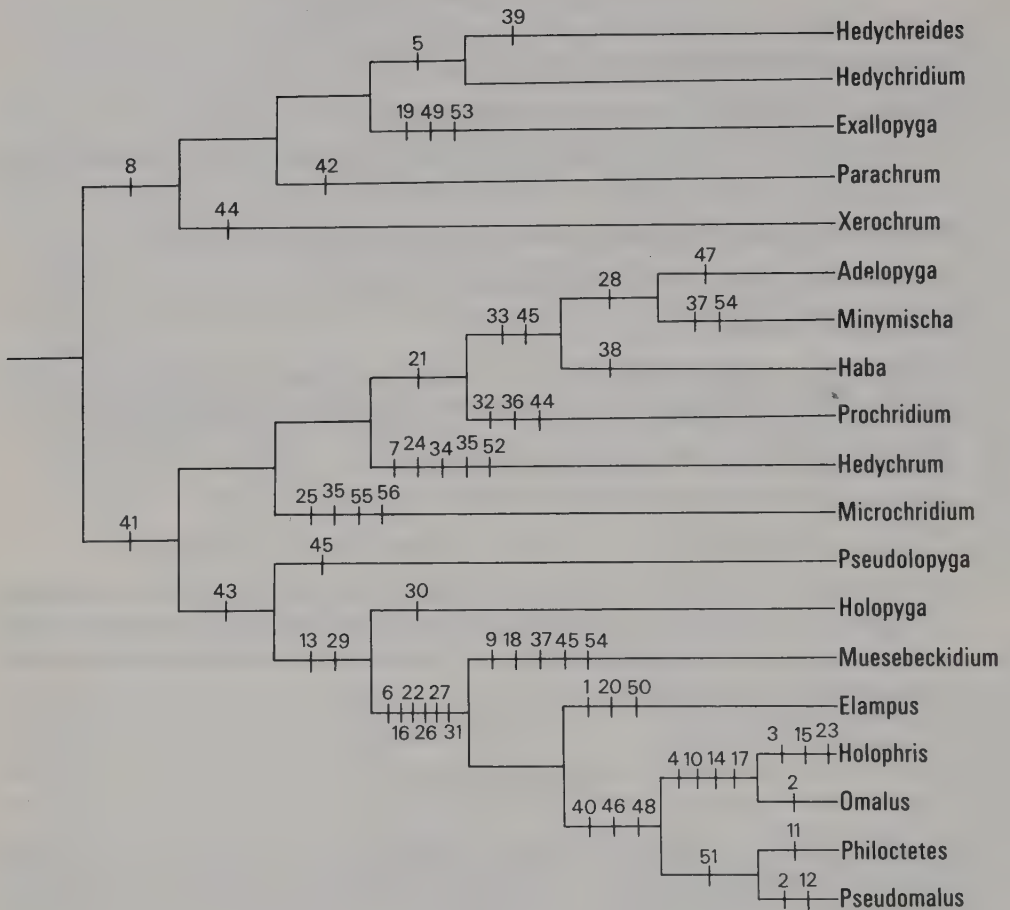 39
Hedychreides
5
Hedychridium
19 49 53
Exallopyga
8
42
Parachrum
44
Xerochrum
47
Adelopyga
28
37 54
Minymischa
33 45
38
Haba
21
32 36 44
Prochridium
7 24 34 35 52
Hedychrum
25 35 55 56
Microchridium
41
45
Pseudolopyga
43
30
Holopyga
13 29
9 18 37 45 54
Muesebeckidium
6 22 27
16 26 31
1 20 50
Elampus
3 15 23
Holophris
4 10 14 17
2
Omalus
40 46 48
11
Philoctetes
51
2 12
Pseudomalus